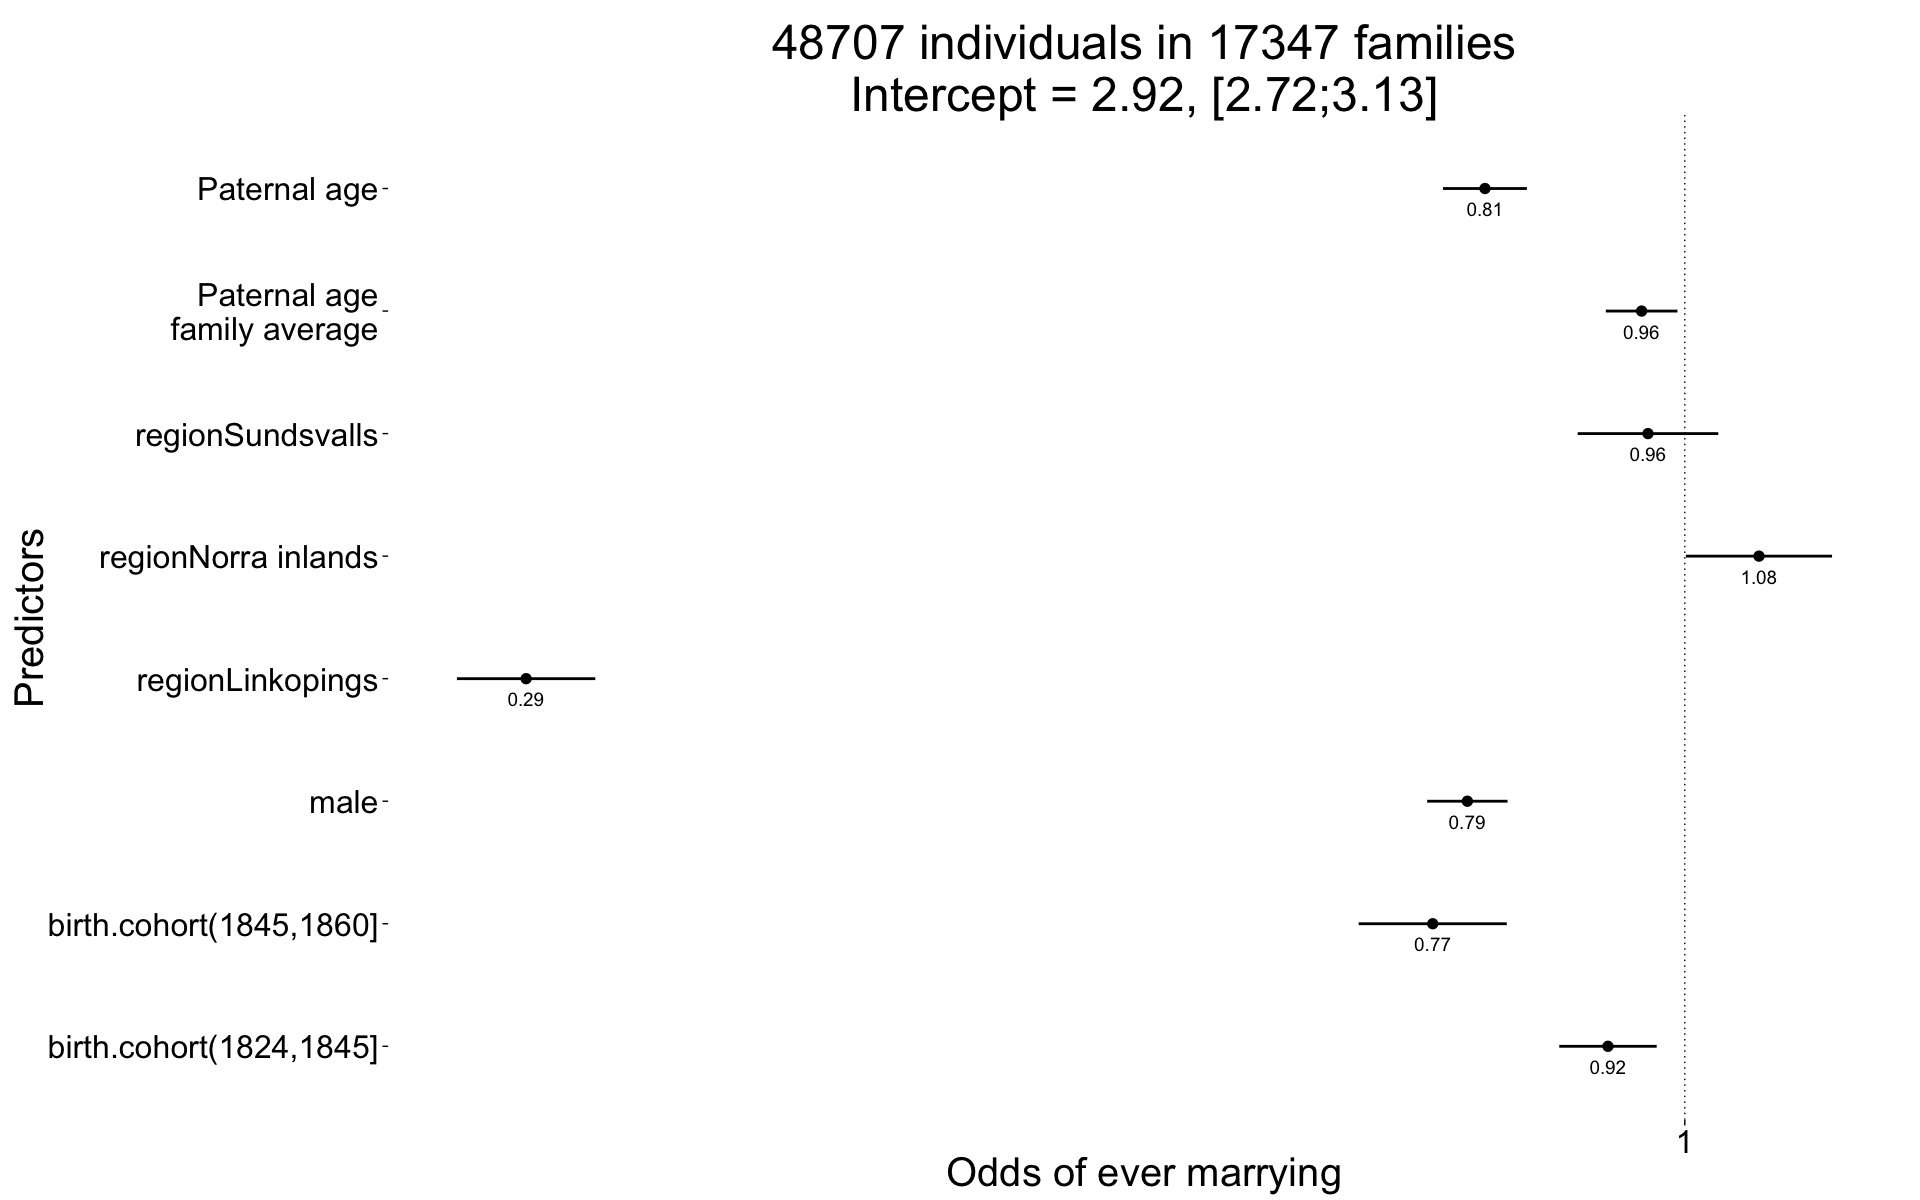 48707 individuals in 17347 families
Intercept = 2.92, [2.72;3.13]
Predictors
Paternal age
0.81
Paternal age
family average
0.96
regionSundsvalls
0.96
regionNorra inlands
1.08
regionLinkopings
0.29
male
0.79
birth.cohort(1845,1860]
0.77
birth.cohort(1824,1845]
0.92
1
Odds of ever marrying